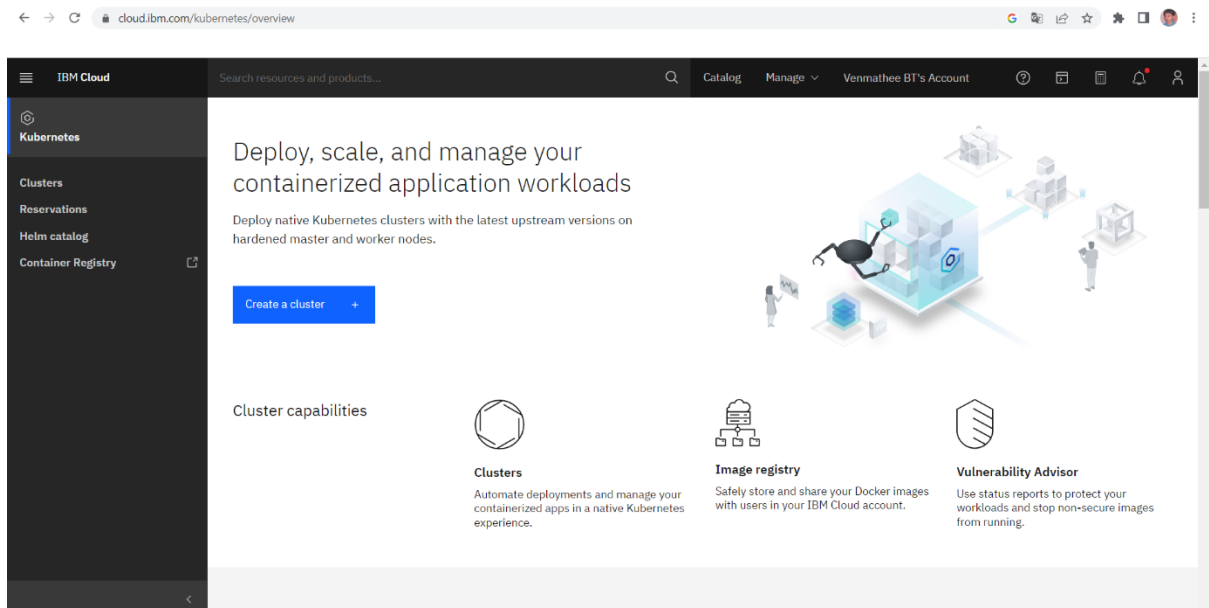 cloud.ibm.com/kubernetes/overview
IBM Cloud
Search resources and products...
Catalog
Manage
Venmathee BT's Account
Kubernetes
Clusters
Reservations
Helm catalog
Container Registry
Deploy, scale, and manage your
containerized application workloads
Deploy native Kubernetes clusters with the latest upstream versions on
hardened master and worker nodes.
Create a cluster +
Cluster capabilities
Clusters
Automate deployments and manage your
containerized apps in a native Kubernetes
experience.
Image registry
Safely store and share your Docker images
with users in your IBM Cloud account.
Vulnerability Advisor
Use status reports to protect your
workloads and stop non-secure images
from running.